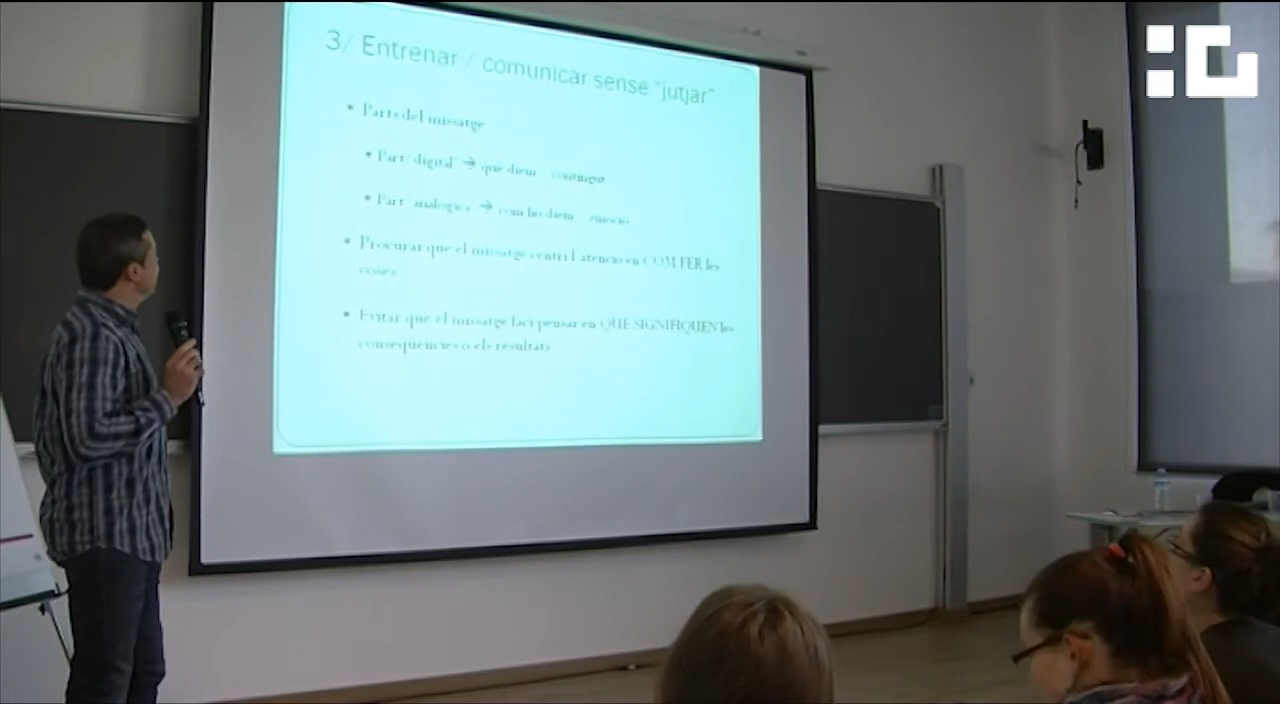 3/ Entrenar / comunicar sense "jutjar"
• Parts del missatge
• Part "digital" → què diem contingut
• Part "analògica" → com ho diem emoció
• Procurar que el missatge centri l'atenció en COM FER les
coses
• Evitar que el missatge faci pensar en QUÈ SIGNIFIQUEN les
conseqüències o els resultats